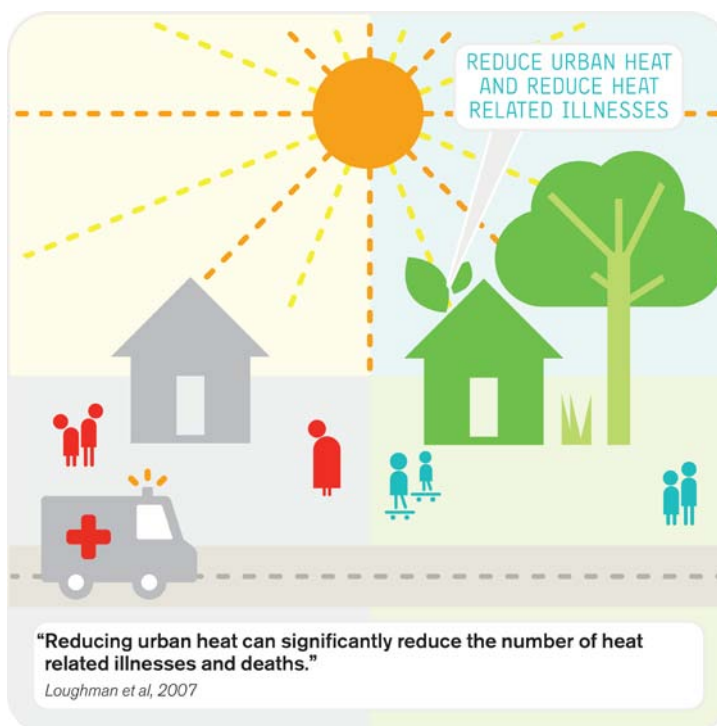 REDUCE URBAN HEAT
AND REDUCE HEAT
RELATED ILLNESSES
“Reducing urban heat can significantly reduce the number of heat
related illnesses and deaths.”
Loughman et al, 2007